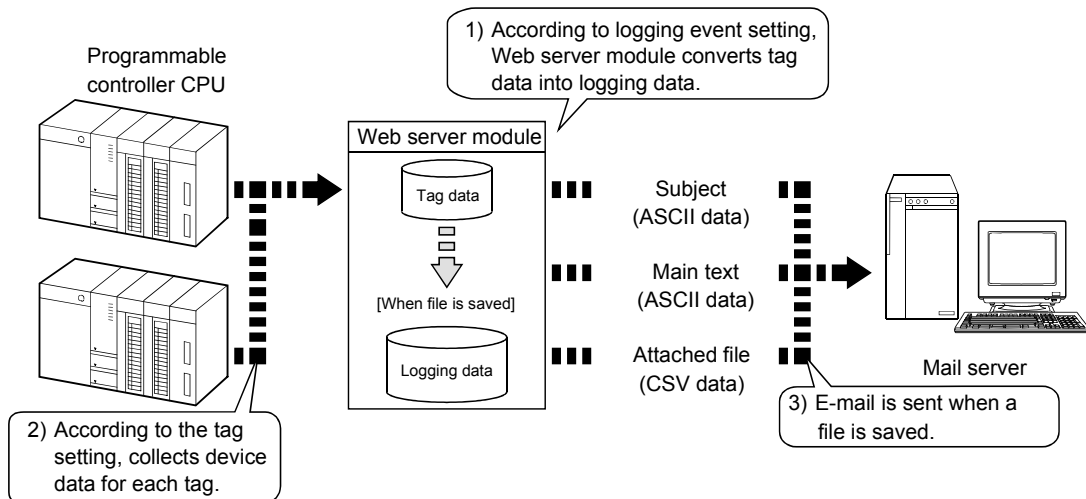 1) According to logging event setting,
Web server module converts tag
data into logging data.
Programmable
controller CPU
Web server module
Tag data
[When file is saved]
Logging data
Subject
(ASCII data)
Main text
(ASCII data)
Attached file
(CSV data)
Mail server
2) According to the tag
setting, collects device
data for each tag.
3) E-mail is sent when a
file is saved.